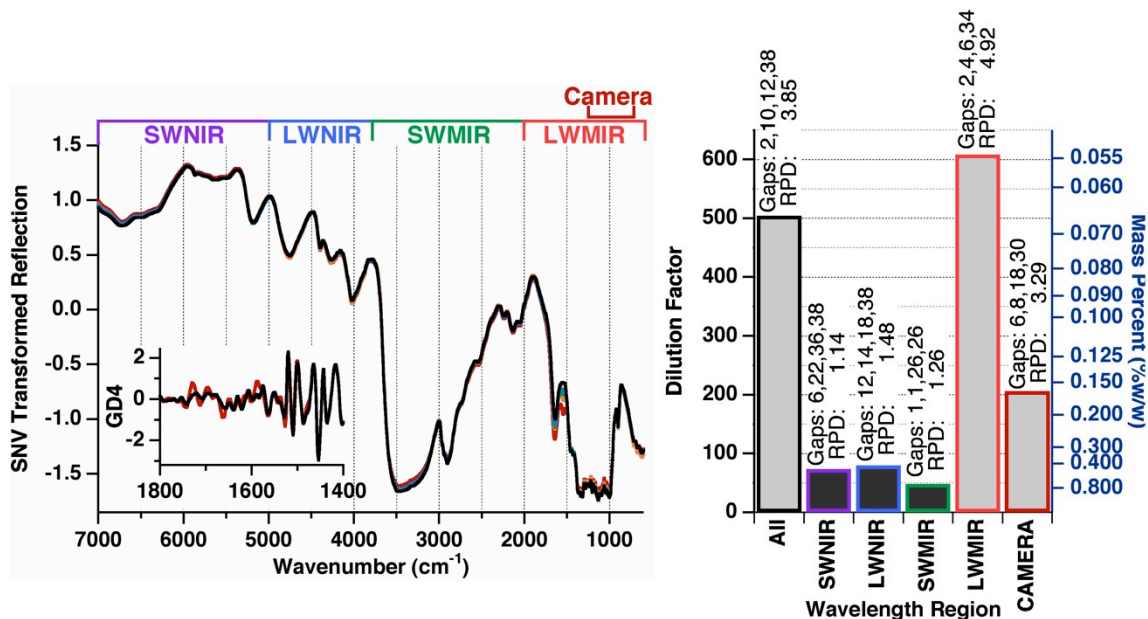 Camera
SWNIR
LWNIR
SWMIR
LWMIR
SNV Transformed Reflection
1.5
1.0
0.5
0.0
-0.5
-1.0
-1.5
GD4
2
0
-2
1800
1600
1400
7000
6000
5000
4000
3000
2000
1000
Wavenumber (cm-1)
Dilution Factor
600
500
400
300
200
100
0
Gaps: 2,10,12,38
RPD: 3.85
Gaps: 6,22,36,38
RPD: 1.14
Gaps: 12,14,18,38
RPD: 1.48
Gaps: 1,1,26,26
RPD: 1.26
Gaps: 2,4,6,34
RPD: 4.92
Gaps: 6,8,18,30
RPD: 3.29
0.055
0.060
0.070
0.080
0.090
0.100
0.125
0.150
0.200
0.300
0.400
0.800
Mass Percent (%w/w)
All
SWNIR
LWNIR
SWMIR
LWMIR
CAMERA
Wavelength Region